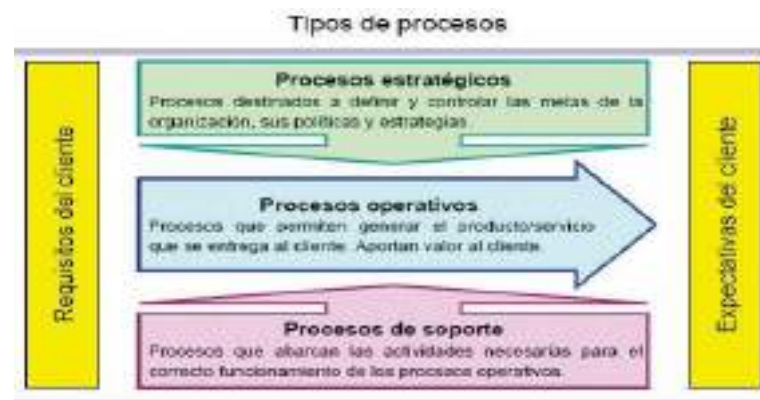 Tipos de procesos
Requisitos del cliente
Procesos estratégicos
Procesos destinados a definir y controlar las metas de la
organización, sus políticas y estrategias.
Procesos operativos
Procesos que permiten generar el producto/servicio
que se entrega al cliente. Aportan valor al cliente.
Procesos de soporte
Procesos que abarcan las actividades necesarias para el
correcto funcionamiento de los procesos operativos.
Expectativas del cliente